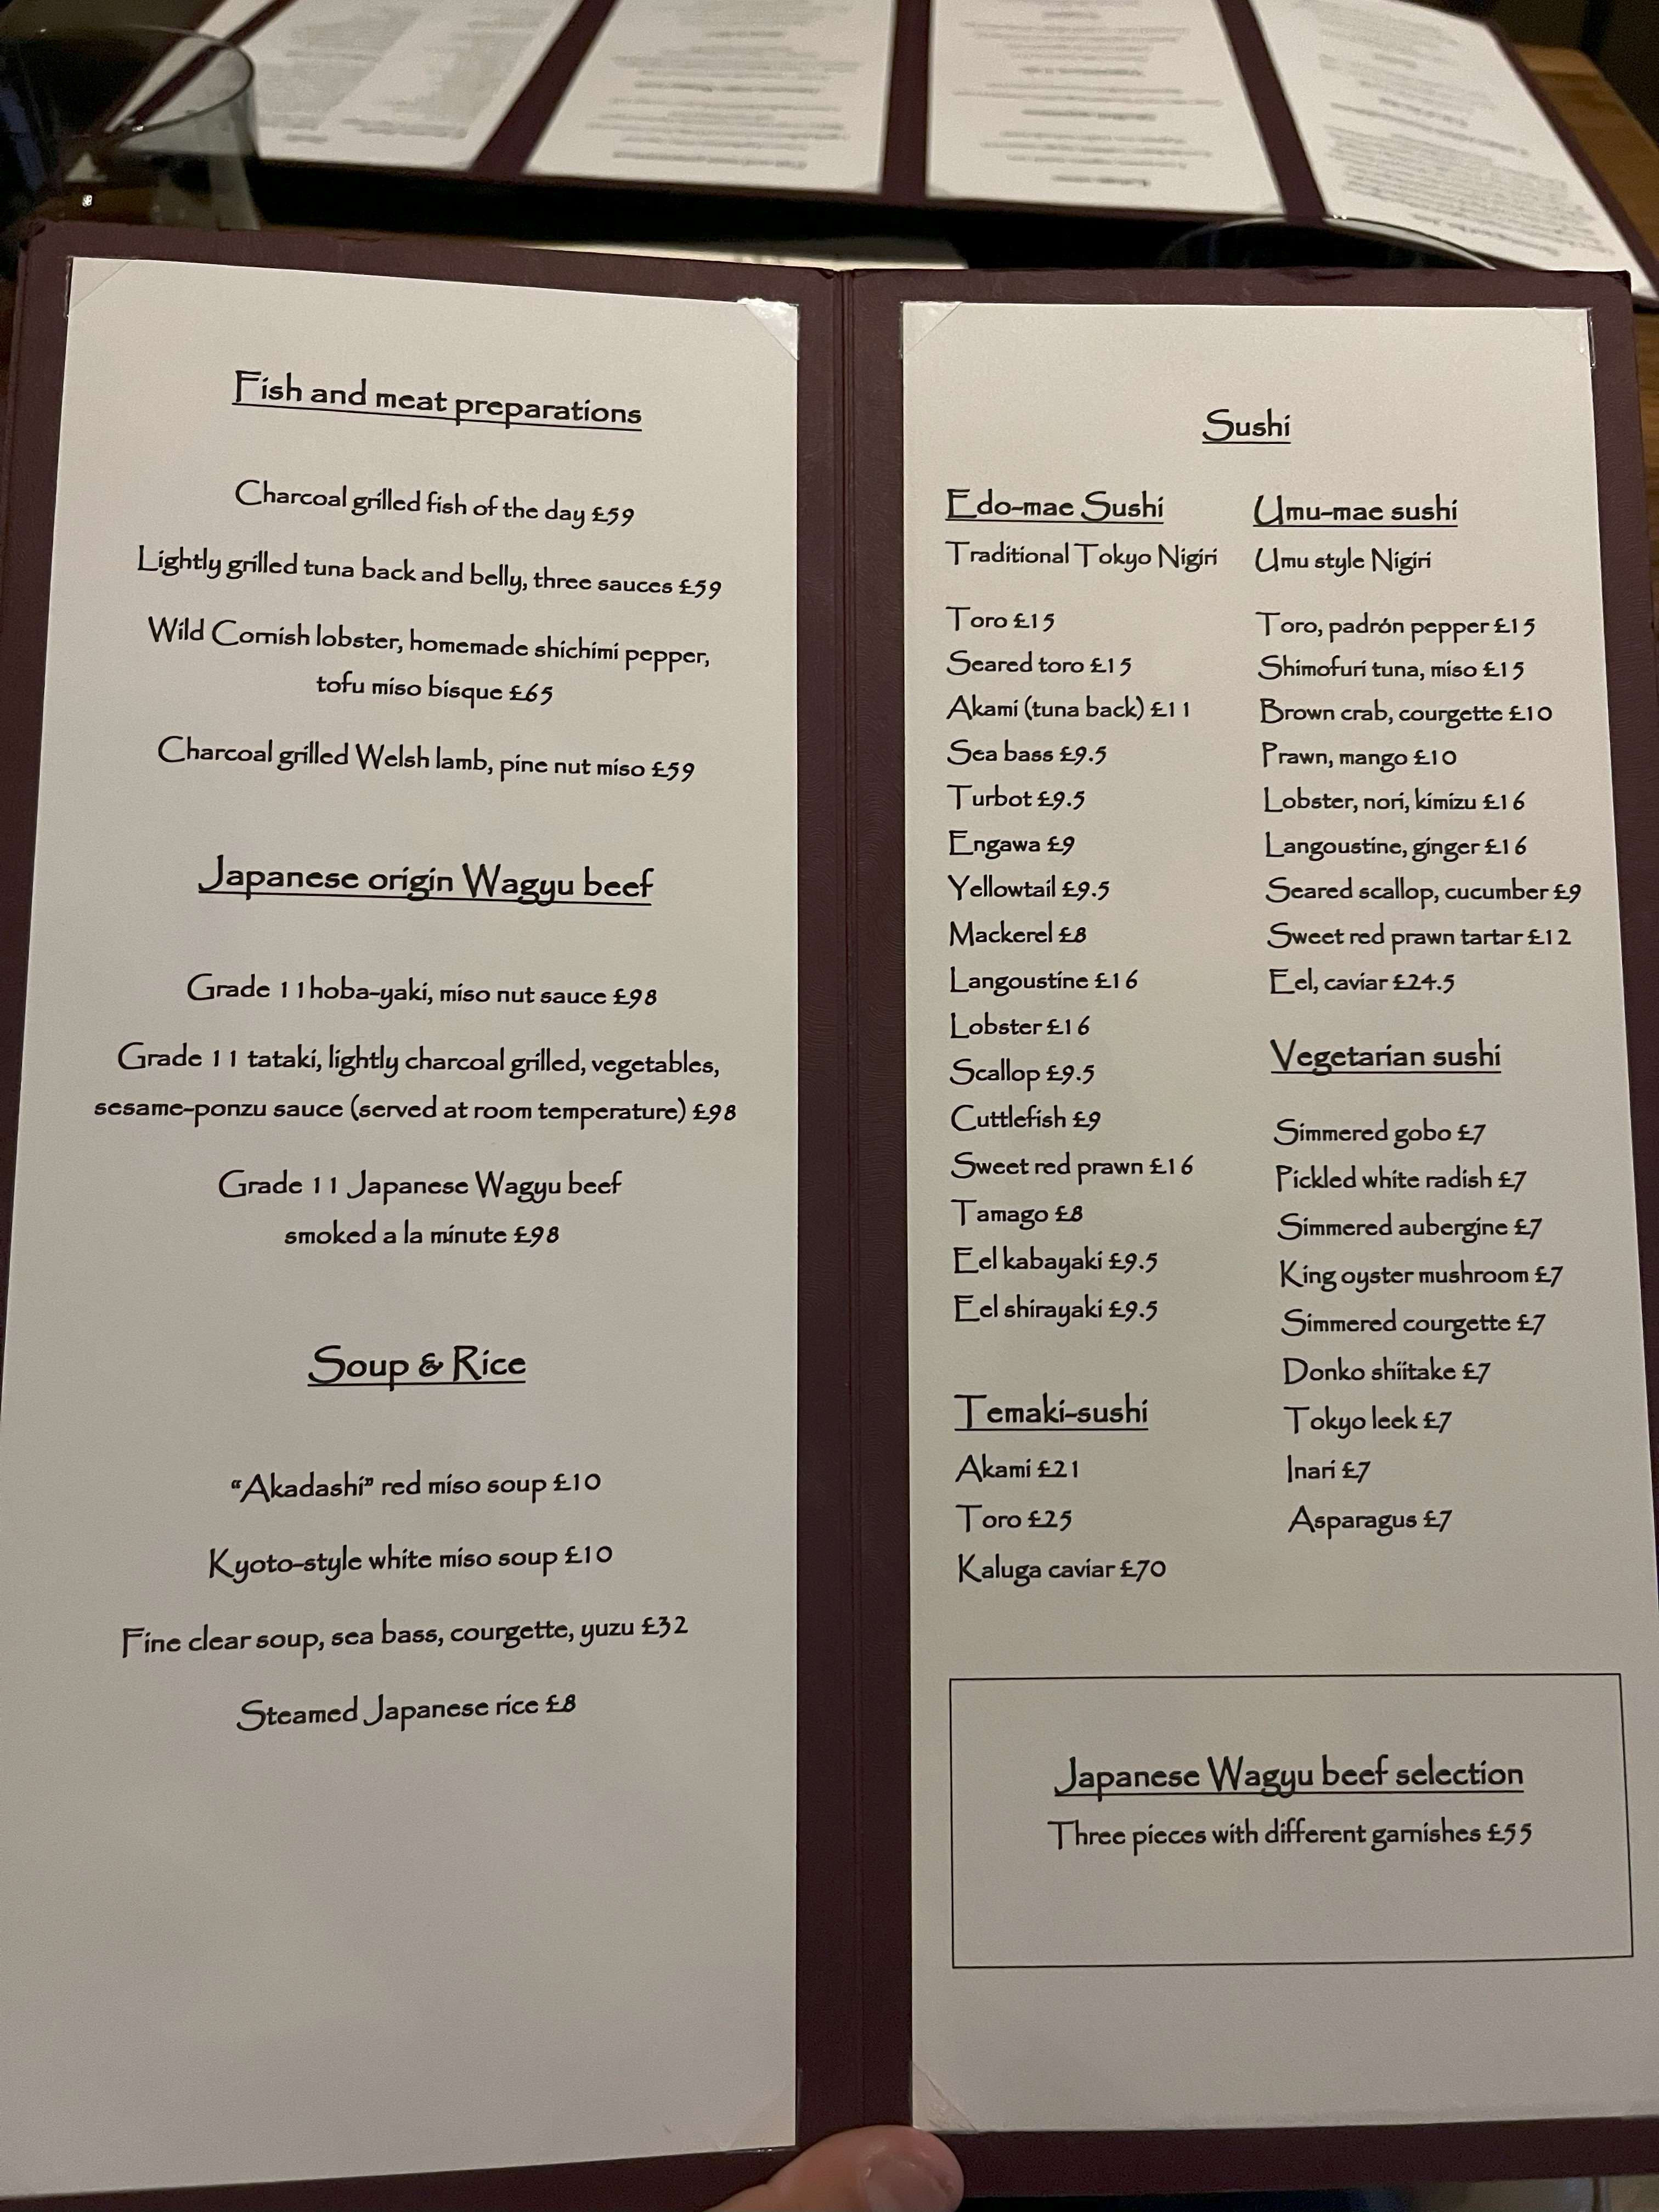 Fish and meat preparations
Charcoal grilled fish of the day £59
Lightly grilled tuna back and belly, three sauces £59
Wild Cornish lobster, homemade shichimi pepper,
tofu miso bisque £65
Charcoal grilled Welsh lamb, pine nut miso £59
Japanese origin Wagyu beef
Grade 11hoba-yaki, miso nut sauce £98
Grade 11 tataki, lightly charcoal grilled, vegetables,
sesame-ponzu sauce (served at room temperature) £98
Grade 11 Japanese Wagyu beef
smoked a la minute £98
Soup & Rice
“Akadashi” red miso soup £10
Kyoto-style white miso soup £10
Fine clear soup, sea bass, courgette, yuzu £32
Steamed Japanese rice £8
Sushi
Edo-mae Sushi
Traditional Tokyo Nigiri
Toro £15
Seared toro £15
Akami (tuna back) £11
Sea bass £9.5
Turbot £9.5
Engawa £9
Yellowtail £9.5
Mackerel £8
Langoustine £16
Lobster £16
Scallop £9.5
Cuttlefish £9
Sweet red prawn £16
Tamago £8
Eel kabayaki £9.5
Eel shirayaki £9.5
Temaki-sushi
Akami £21
Toro £25
Kaluga caviar £70
Umu-mae sushi
Umu style Nigiri
Toro, padrón pepper £15
Shimofuri tuna, miso £15
Brown crab, courgette £10
Prawn, mango £10
Lobster, nori, kimizu £16
Langoustine, ginger £16
Seared scallop, cucumber £9
Sweet red prawn tartar £12
Eel, caviar £24.5
Vegetarian sushi
Simmered gobo £7
Pickled white radish £7
Simmered aubergine £7
King oyster mushroom £7
Simmered courgette £7
Donko shiitake £7
Tokyo leek £7
Inari £7
Asparagus £7
Japanese Wagyu beef selection
Three pieces with different garnishes £55